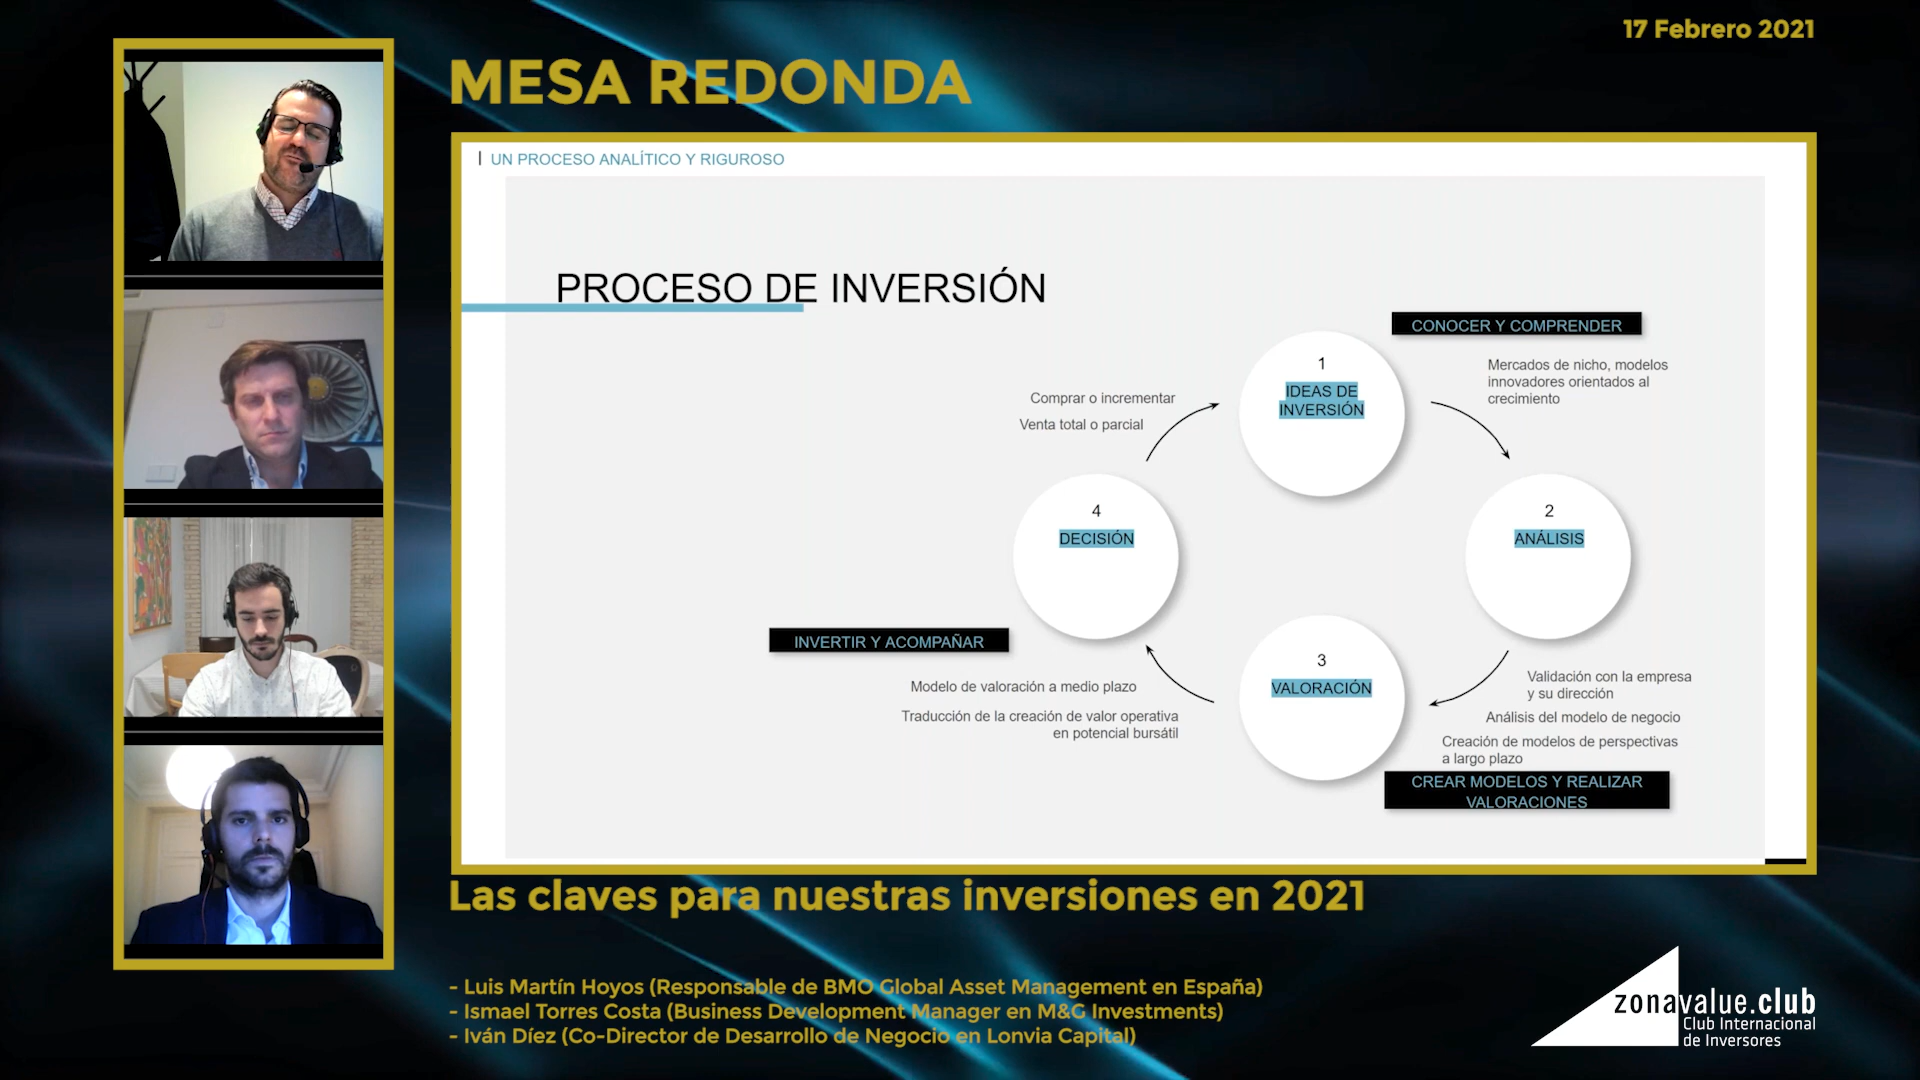 17 Febrero 2021
MESA REDONDA
| UN PROCESO ANALÍTICO Y RIGUROSO
PROCESO DE INVERSIÓN
CONOCER Y COMPRENDER
1
IDEAS DE
INVERSIÓN
Mercados de nicho, modelos
innovadores orientados al
crecimiento
Comprar o incrementar
Venta total o parcial
4
DECISIÓN
2
ANÁLISIS
INVERTIR Y ACOMPAÑAR
3
VALORACIÓN
Modelo de valoración a medio plazo
Traducción de la creación de valor operativa
en potencial bursátil
Validación con la empresa
y su dirección
Análisis del modelo de negocio
Creación de modelos de perspectivas
a largo plazo
CREAR MODELOS Y REALIZAR
VALORACIONES
Las claves para nuestras inversiones en 2021
- Luis Martín Hoyos (Responsable de BMO Global Asset Management en España)
- Ismael Torres Costa (Business Development Manager en M&G Investments)
- Iván Díez (Co-Director de Desarrollo de Negocio en Lonvia Capital)
zonavalue.club
Club Internacional
de Inversores